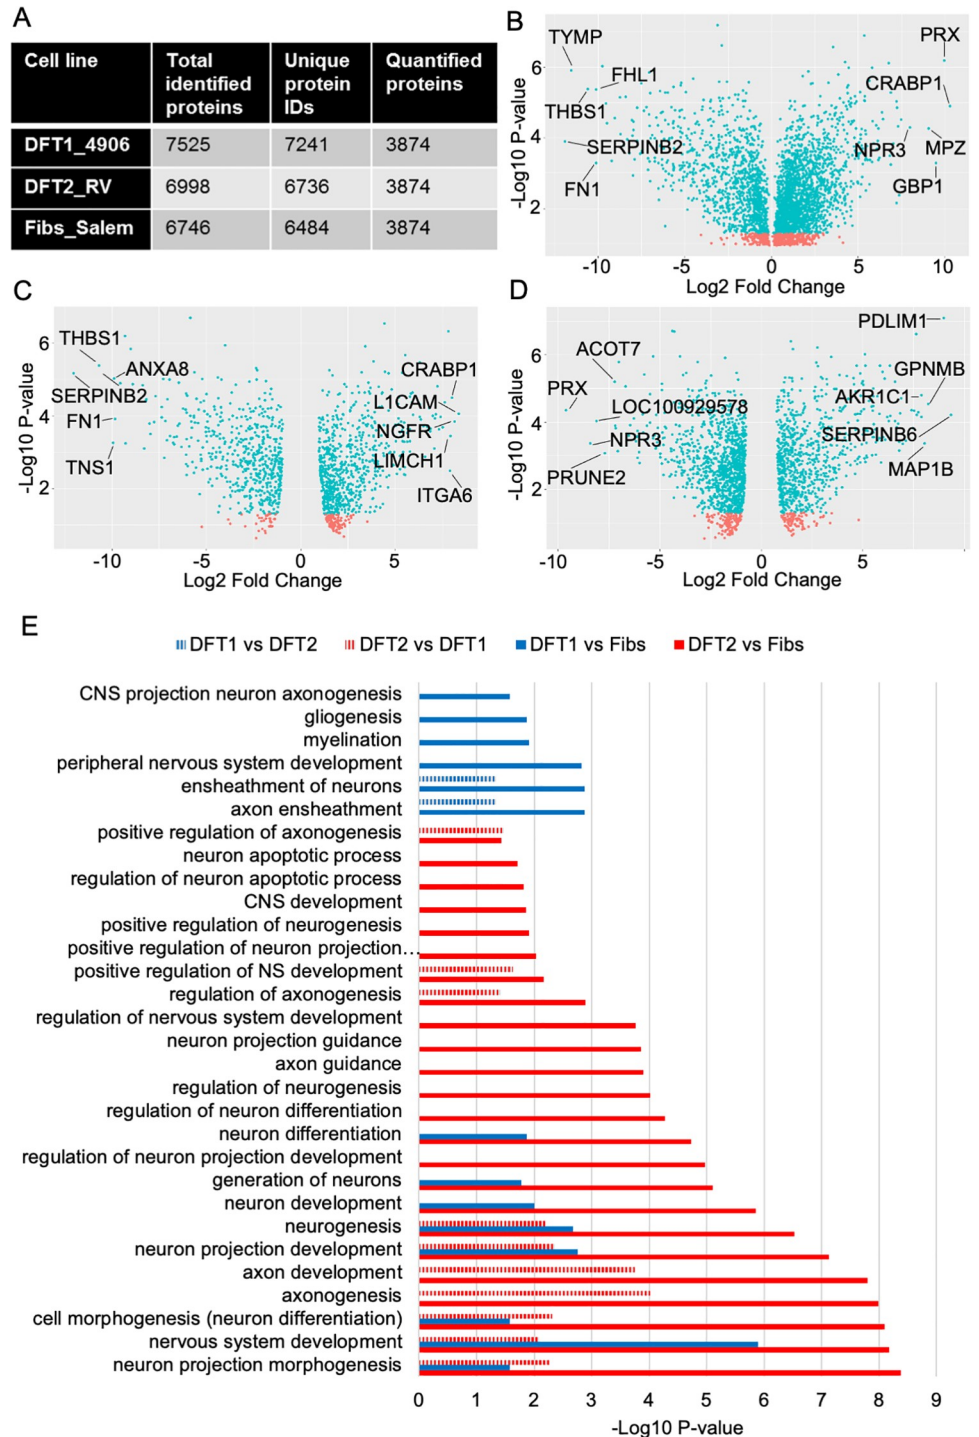 A
Cell line Total identified proteins Unique protein IDs Quantified proteins
DFT1_4906 7525 7241 3874
DFT2_RV 6998 6736 3874
Fibs_Salem 6746 6484 3874
B
TYMP
PRX
6
FHL1
CRABP1
THBS1
4
SERPINB2
NPR3
MPZ
FN1
GBP1
2
-Log10 P-value
-10 -5 0 5 10
Log2 Fold Change
C
THBS1
6
ANXA8
CRABP1
SERPINB2
L1CAM
4
FN1
NGFR
LIMCH1
TNS1
ITGA6
2
-Log10 P-value
-10 -5 0 5
Log2 Fold Change
D
PDLIM1
ACOT7
6
GPNMB
PRX
AKR1C1
LOC100929578
4
SERPINB6
NPR3
MAP1B
PRUNE2
2
-Log10 P-value
-10 -5 0 5
Log2 Fold Change
E
DFT1 vs DFT2 DFT2 vs DFT1 DFT1 vs Fibs DFT2 vs Fibs
CNS projection neuron axonogenesis
gliogenesis
myelination
peripheral nervous system development
ensheathment of neurons
axon ensheathment
positive regulation of axonogenesis
neuron apoptotic process
regulation of neuron apoptotic process
CNS development
positive regulation of neurogenesis
positive regulation of neuron projection…
positive regulation of NS development
regulation of axonogenesis
regulation of nervous system development
neuron projection guidance
axon guidance
regulation of neurogenesis
regulation of neuron differentiation
neuron differentiation
regulation of neuron projection development
generation of neurons
neuron development
neurogenesis
neuron projection development
axon development
axonogenesis
cell morphogenesis (neuron differentiation)
nervous system development
neuron projection morphogenesis
0 1 2 3 4 5 6 7 8 9
-Log10 P-value